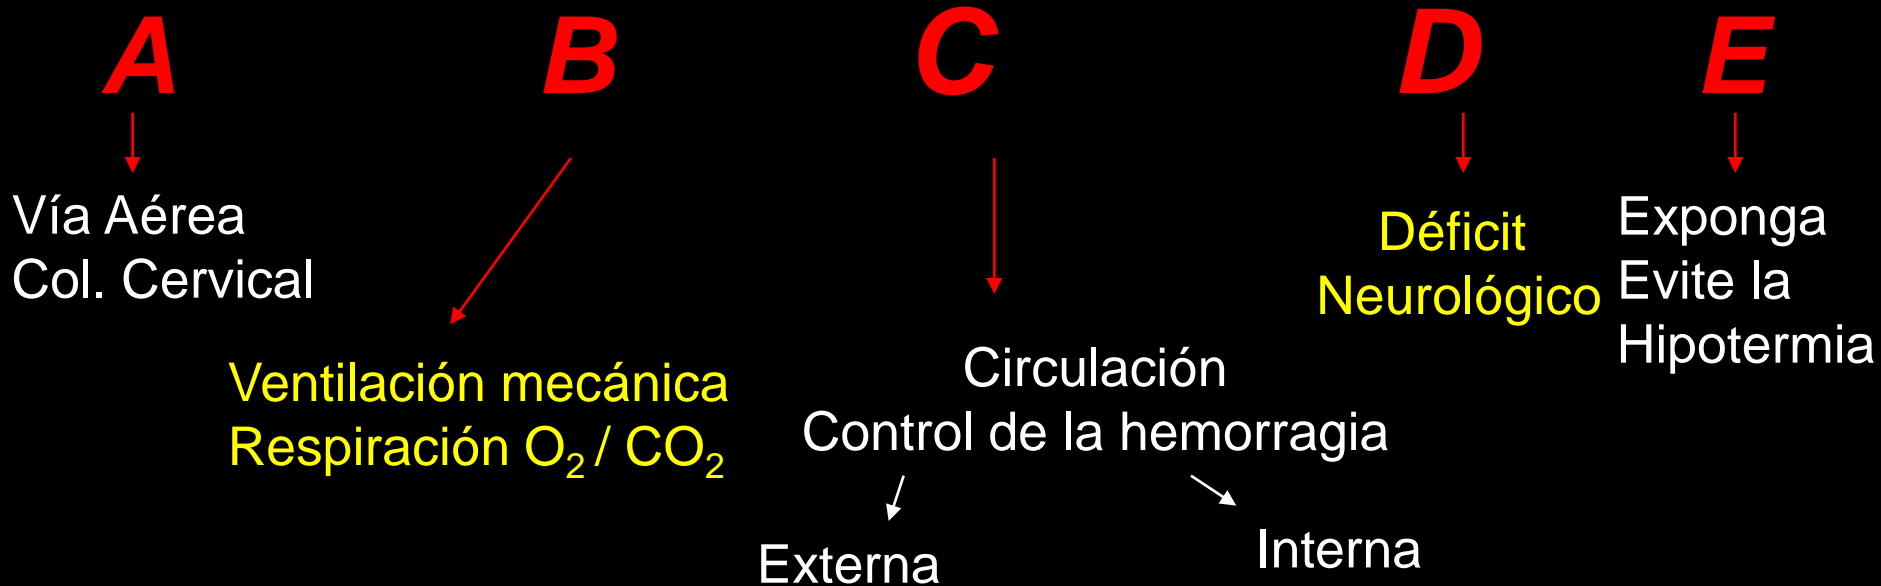 A B C D E
Vía Aérea
Col. Cervical
Ventilación mecánica
Respiración O₂ / CO₂
Circulación
Control de la hemorragia
Externa
Interna
Déficit
Neurológico
Exponga
Evite la
Hipotermia